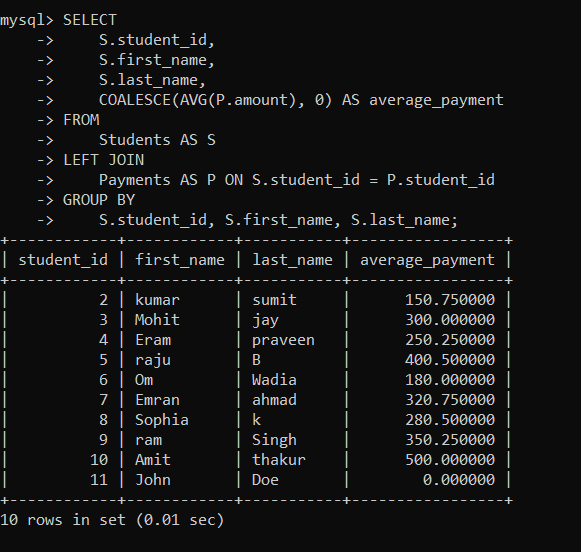 mysql> SELECT
    ->     S.student_id,
    ->     S.first_name,
    ->     S.last_name,
    ->     COALESCE(AVG(P.amount), 0) AS average_payment
    -> FROM
    ->     Students AS S
    -> LEFT JOIN
    ->     Payments AS P ON S.student_id = P.student_id
    -> GROUP BY
    ->     S.student_id, S.first_name, S.last_name;
+------------+------------+-----------+-----------------+
| student_id | first_name | last_name | average_payment |
+------------+------------+-----------+-----------------+
|          2 | kumar      | sumit     |      150.750000 |
|          3 | Mohit      | jay       |      300.000000 |
|          4 | Eram       | praveen   |      250.250000 |
|          5 | raju       | B         |      400.500000 |
|          6 | Om         | Wadia     |      180.000000 |
|          7 | Emran      | ahmad     |      320.750000 |
|          8 | Sophia     | k         |      280.500000 |
|          9 | ram        | Singh     |      350.250000 |
|         10 | Amit       | thakur    |      500.000000 |
|         11 | John       | Doe       |        0.000000 |
+------------+------------+-----------+-----------------+
10 rows in set (0.01 sec)